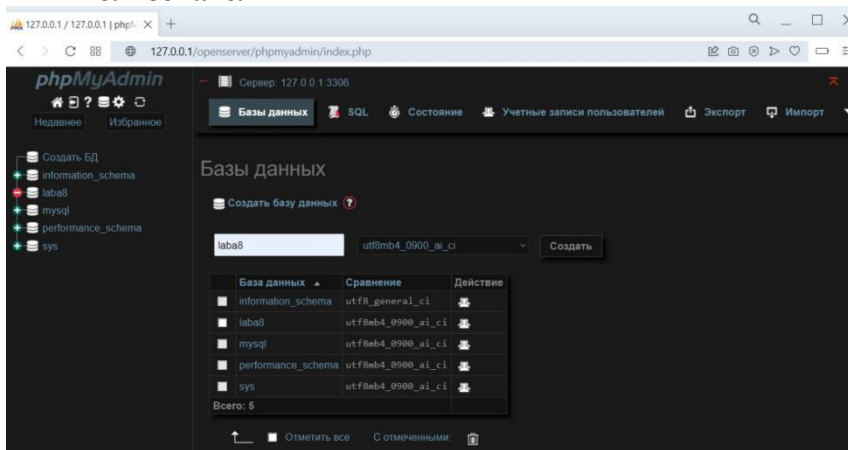 127.0.0.1 / 127.0.0.1 | phpM
127.0.0.1/openserver/phpmyadmin/index.php
phpMyAdmin
Недавнее Избранное
Создать БД
information_schema
laba8
mysql
performance_schema
sys
Сервер: 127.0.0.1:3306
Базы данных SQL Состояние Учетные записи пользователей Экспорт Импорт
Базы данных
Создать базу данных
laba8 utf8mb4_0900_ai_ci Создать
База данных Сравнение Действие
information_schema utf8_general_ci
laba8 utf8mb4_0900_ai_ci
mysql utf8mb4_0900_ai_ci
performance_schema utf8mb4_0900_ai_ci
sys utf8mb4_0900_ai_ci
Всего: 5
Отметить все С отмеченными: